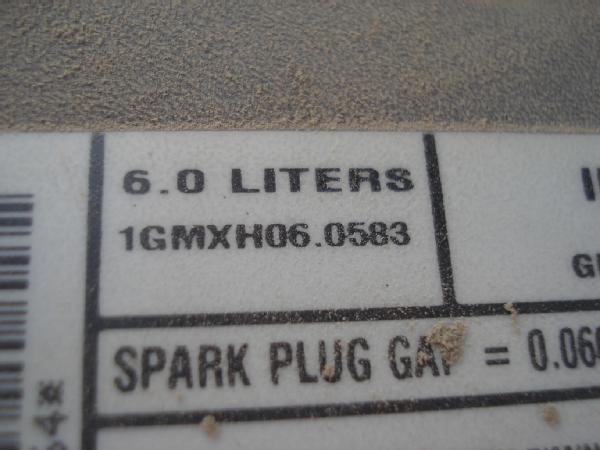 6.0 LITERS
1GMXH06.0583
SPARK PLUG GAP = 0.06